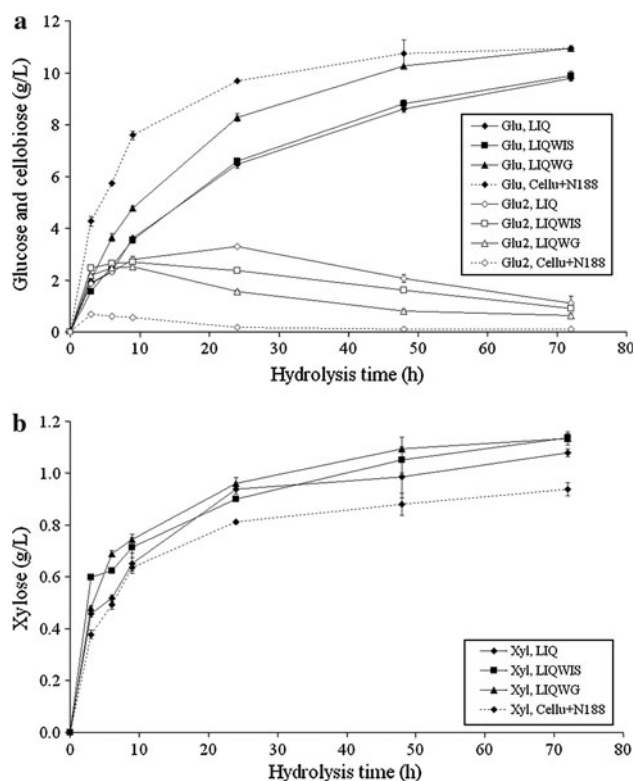 a
Glucose and cellobiose (g/L)
12
10
8
6
4
2
0
Glu, LIQ
Glu, LIQWIS
Glu, LIQWG
Glu, Cellu+N188
Glu2, LIQ
Glu2, LIQWIS
Glu2, LIQWG
Glu2, Cellu+N188
0 10 20 30 40 50 60 70 80
Hydrolysis time (h)
b
Xylose (g/L)
1.2
1.0
0.8
0.6
0.4
0.2
0.0
Xyl, LIQ
Xyl, LIQWIS
Xyl, LIQWG
Xyl, Cellu+N188
0 10 20 30 40 50 60 70 80
Hydrolysis time (h)